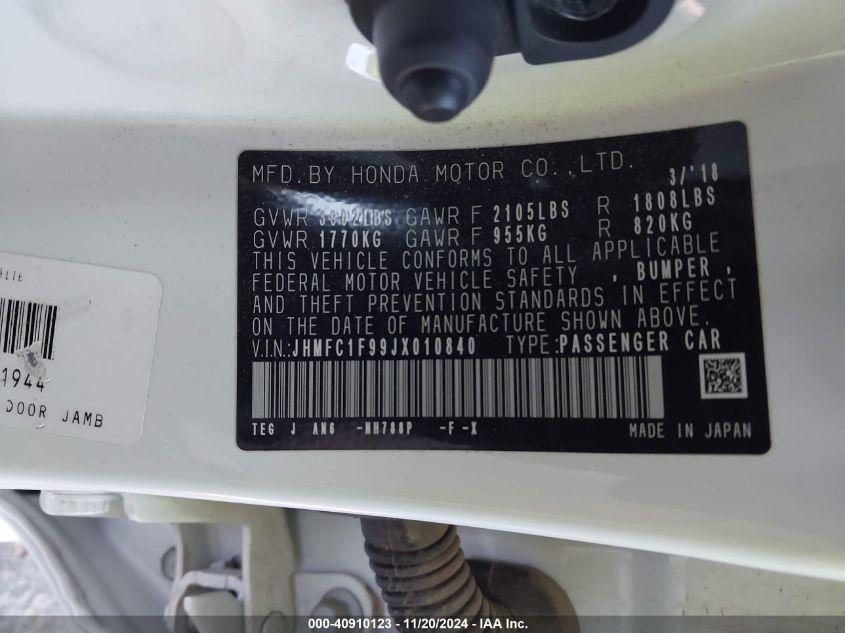 MFD. BY HONDA MOTOR CO., LTD. 3/'18
GVWR 3902LBS GAWR F 2105LBS R 1808LBS
GVWR 1770KG GAWR F 955KG R 820KG
THIS VEHICLE CONFORMS TO ALL APPLICABLE
FEDERAL MOTOR VEHICLE SAFETY , BUMPER ,
AND THEFT PREVENTION STANDARDS IN EFFECT
ON THE DATE OF MANUFACTURE SHOWN ABOVE.
V.IN.:JHMFC1F99JX010840 TYPE:PASSENGER CAR
TEG J AN6 -NH788P -F-X
MADE IN JAPAN
1944
DOOR JAMB
000-40910123 - 11/20/2024 - IAA Inc.